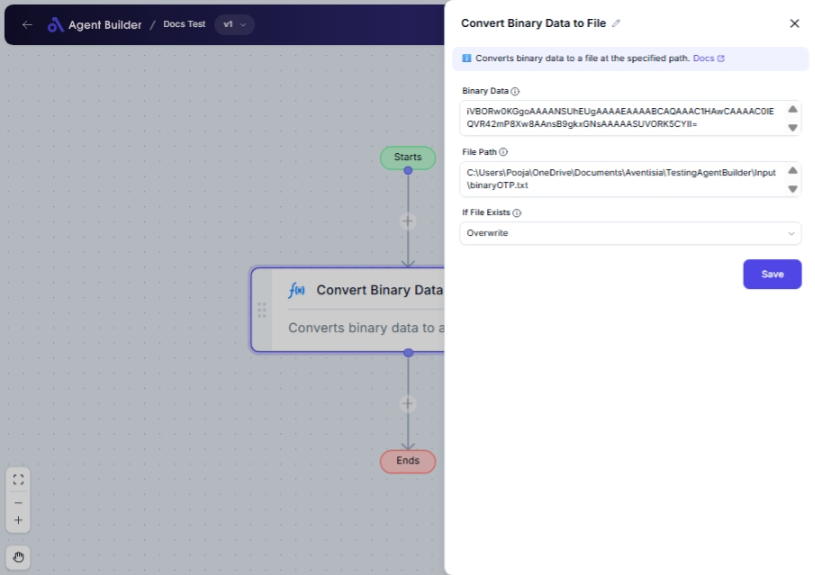 Agent Builder / Docs Test v1
Convert Binary Data to File
Converts binary data to a file at the specified path. Docs
Binary Data
iVBORw0KGgoAAAANSUhEUgAAAAEAAAABCAQAAAC1HAwCAAAAC0lE
QVR42mP8Xw8AAnsB9gkxGNsAAAAASUVORK5CYII=
File Path
C:\Users\Pooja\OneDrive\Documents\Aventisia\TestingAgentBuilder\Input
\binaryOTP.txt
If File Exists
Overwrite
Save
Starts
f(x) Convert Binary Data
Converts binary data to a
Ends